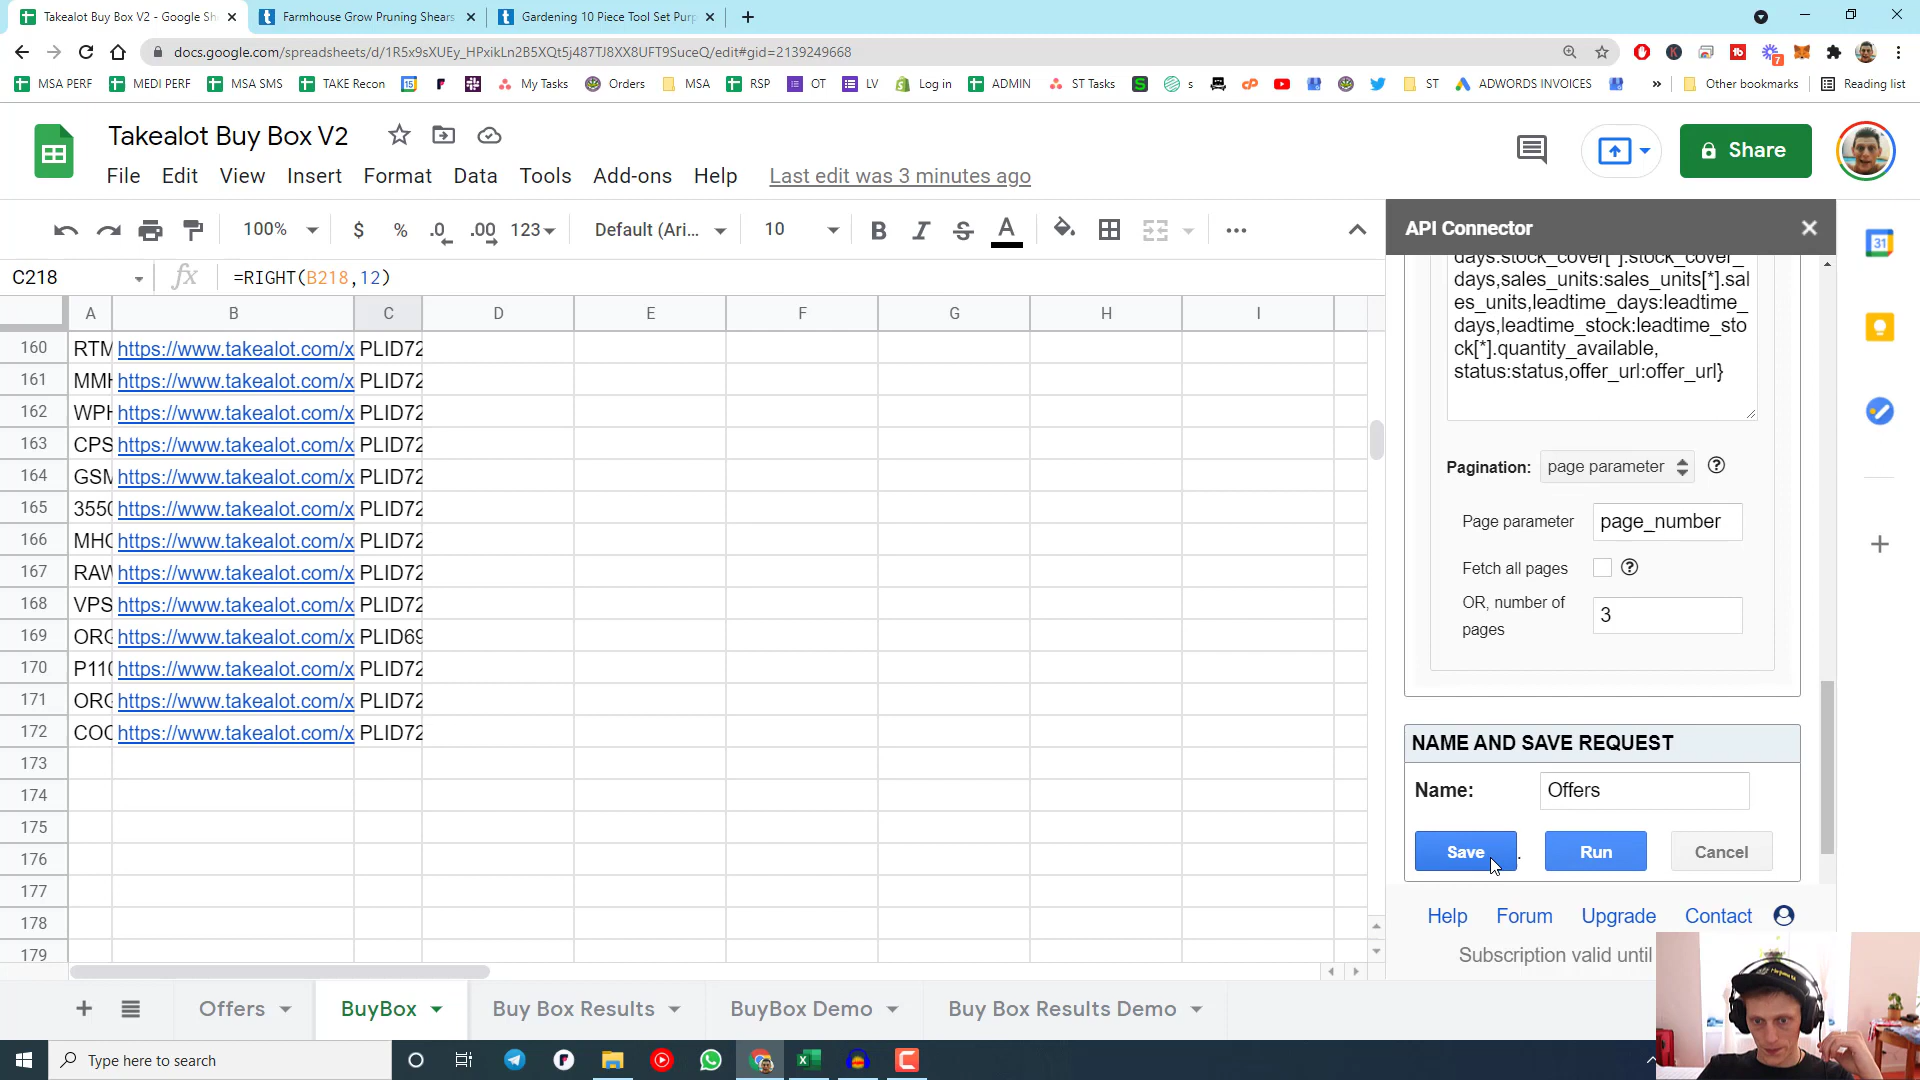 Takealot Buy Box V2 - Google Sh
Farmhouse Grow Pruning Shears
Gardening 10 Piece Tool Set Purp
docs.google.com/spreadsheets/d/1R5x9sXUEy_HPxikLn2B5XQt5j487TJ8XX8UFT9SuceQ/edit#gid=2139249668
MSA PERF MEDI PERF MSA SMS TAKE Recon My Tasks Orders MSA RSP OT LV Log in ADMIN ST Tasks s ST ADWORDS INVOICES » Other bookmarks Reading list
Takealot Buy Box V2
Share
File Edit View Insert Format Data Tools Add-ons Help Last edit was 3 minutes ago
100% $ % .0 .00 123 Default (Ari... 10 B I S A
API Connector
C218 fx =RIGHT(B218,12)
A B C D E F G H I
160 RTM https://www.takealot.com/x PLID72
161 MMH https://www.takealot.com/x PLID72
162 WPH https://www.takealot.com/x PLID72
163 CPS https://www.takealot.com/x PLID72
164 GSM https://www.takealot.com/x PLID72
165 3550 https://www.takealot.com/x PLID72
166 MHC https://www.takealot.com/x PLID72
167 RAW https://www.takealot.com/x PLID72
168 VPS https://www.takealot.com/x PLID72
169 ORG https://www.takealot.com/x PLID69
170 P110 https://www.takealot.com/x PLID72
171 ORG https://www.takealot.com/x PLID72
172 COC https://www.takealot.com/x PLID72
173
174
175
176
177
178
179
days:stock_cover[*].stock_cover_
days,sales_units:sales_units[*].sal
es_units,leadtime_days:leadtime_
days,leadtime_stock:leadtime_sto
ck[*].quantity_available,
status:status,offer_url:offer_url}
Pagination: page parameter
Page parameter page_number
Fetch all pages
OR, number of
pages
3
NAME AND SAVE REQUEST
Name: Offers
Save Run Cancel
Help Forum Upgrade Contact
Subscription valid until
Offers BuyBox Buy Box Results BuyBox Demo Buy Box Results Demo
Type here to search